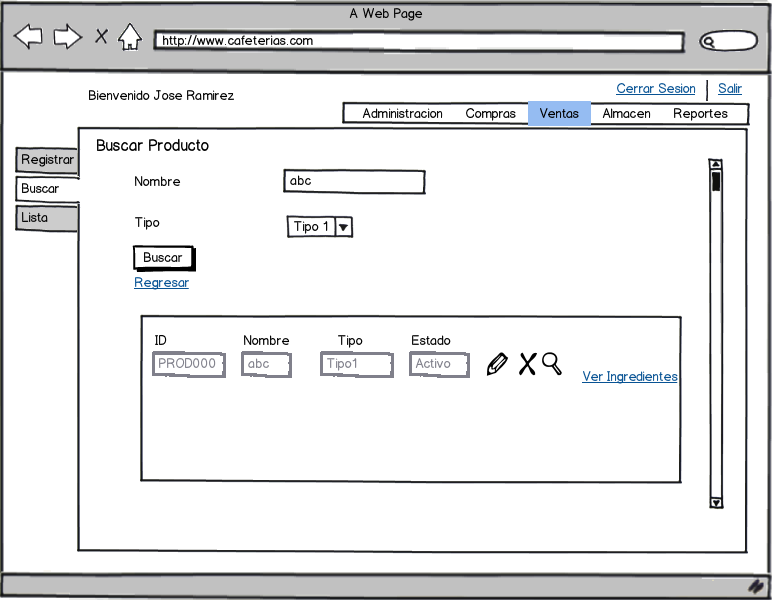 A Web Page
http://www.cafeterias.com
Cerrar Sesion Salir
Bienvenido Jose Ramirez
Administracion Compras Ventas Almacen Reportes
Registrar
Buscar
Lista
Buscar Producto
Nombre abc
Tipo Tipo 1
Buscar
Regresar
ID Nombre Tipo Estado
PROD000 abc Tipo1 Activo
Ver Ingredientes